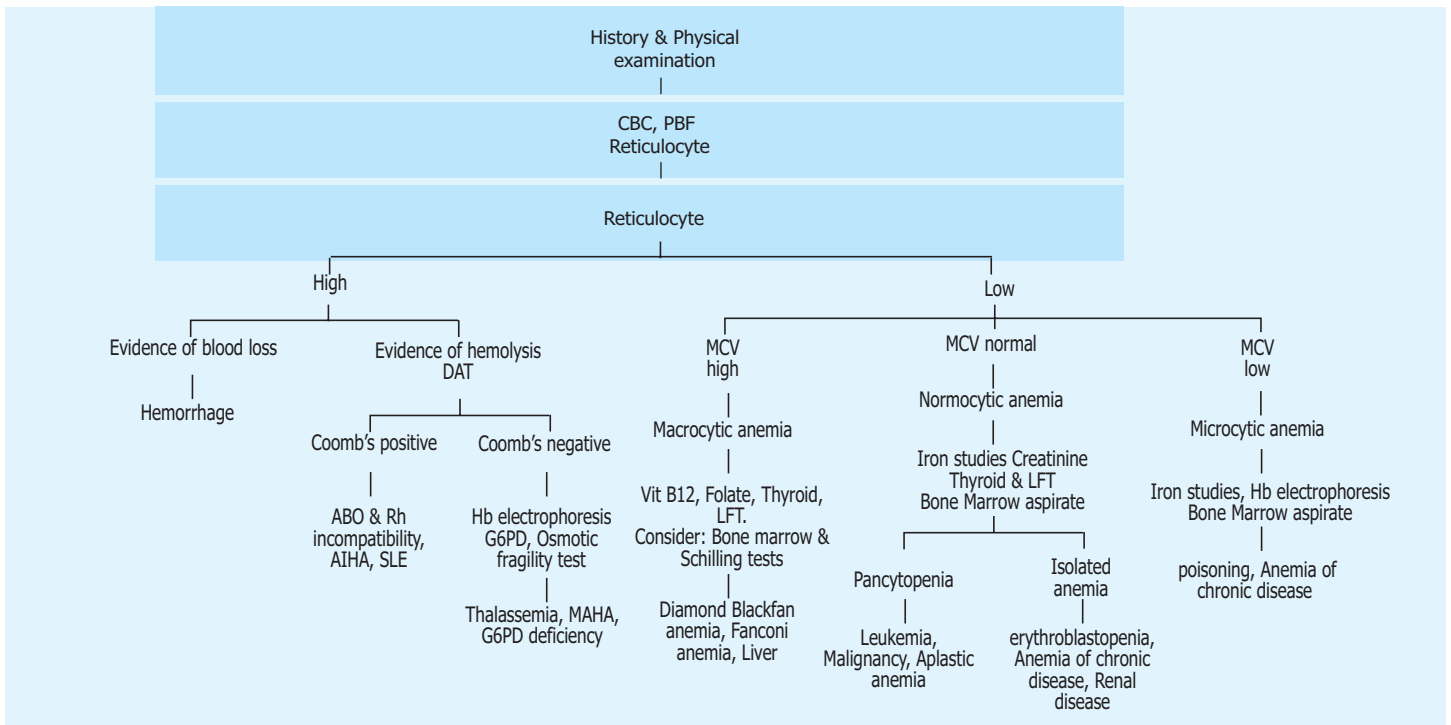 History & Physical
examination
CBC, PBF
Reticulocyte
Reticulocyte
High
Low
Evidence of blood loss
Hemorrhage
Evidence of hemolysis
DAT
Coomb's positive
ABO & Rh
incompatibility,
AIHA, SLE
Coomb's negative
Hb electrophoresis
G6PD, Osmotic
fragility test
Thalassemia, MAHA,
G6PD deficiency
MCV
high
Macrocytic anemia
Vit B12, Folate, Thyroid,
LFT.
Consider: Bone marrow &
Schilling tests
Diamond Blackfan
anemia, Fanconi
anemia, Liver
MCV normal
Normocytic anemia
Iron studies Creatinine
Thyroid & LFT
Bone Marrow aspirate
Pancytopenia
Leukemia,
Malignancy, Aplastic
anemia
Isolated
anemia
erythroblastopenia,
Anemia of chronic
disease, Renal
disease
MCV
low
Microcytic anemia
Iron studies, Hb electrophoresis
Bone Marrow aspirate
poisoning, Anemia of
chronic disease